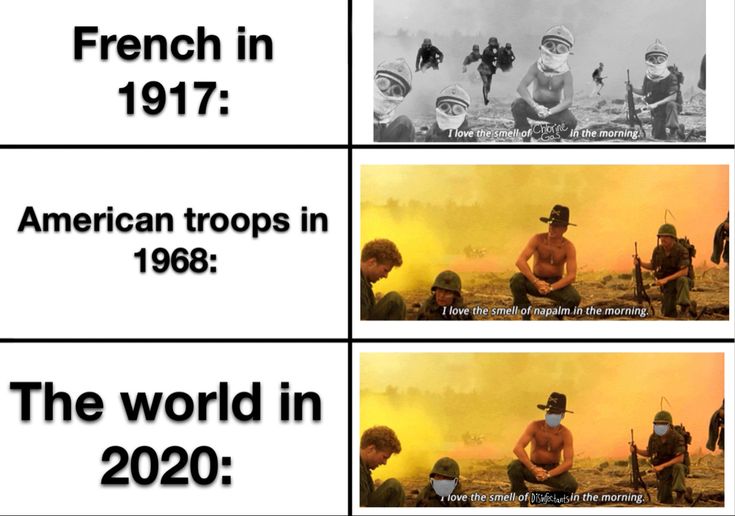 French in
1917:
I love the smell of Chlorine Gas in the morning.
American troops in
1968:
I love the smell of napalm in the morning.
The world in
2020:
I love the smell of Disinfectants in the morning.